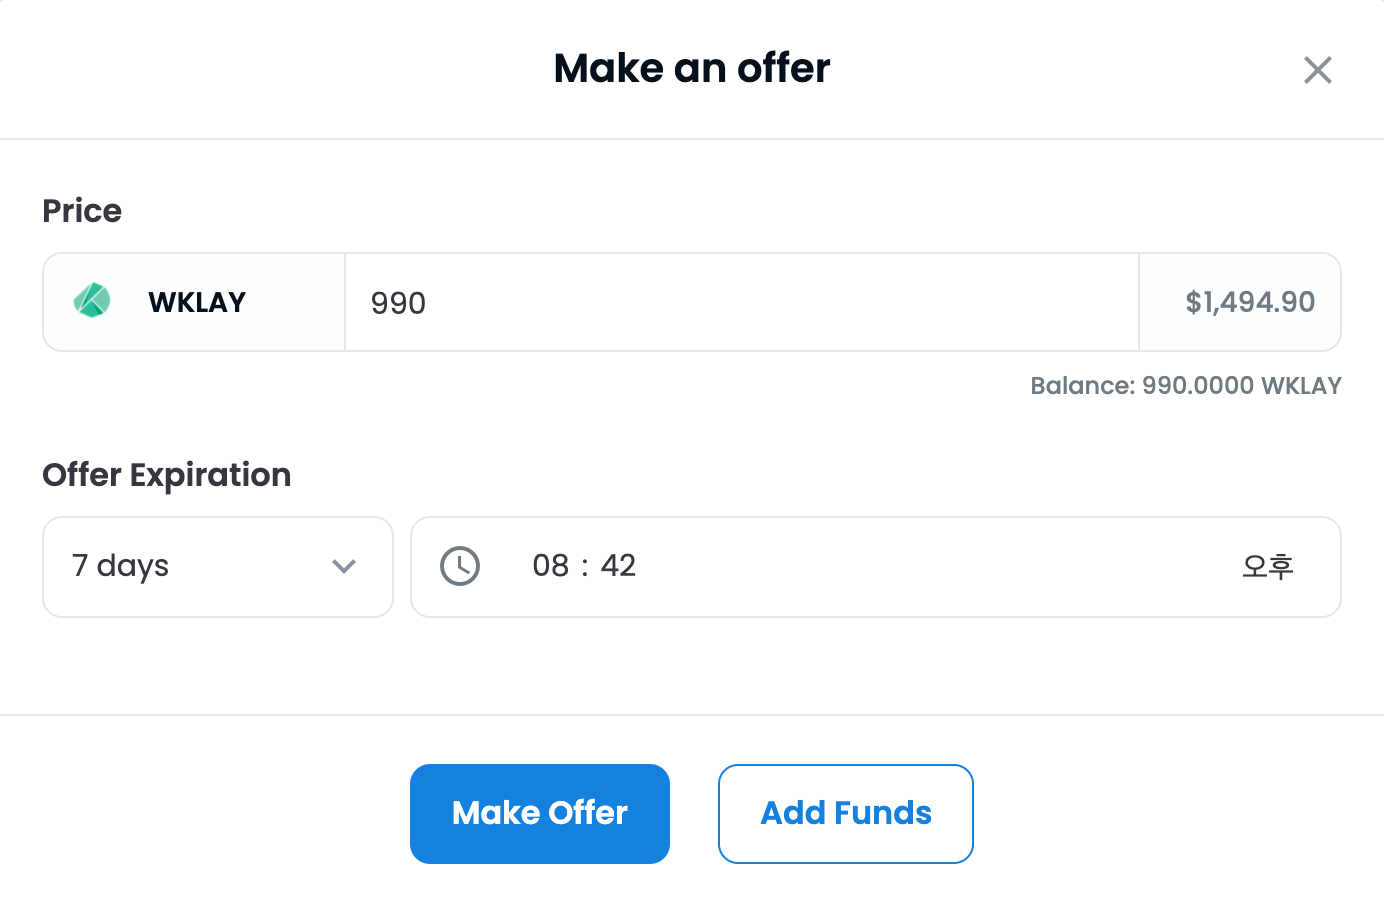 Make an offer
Price
WKLAY 990 $1,494.90
Balance: 990.0000 WKLAY
Offer Expiration
7 days 08 : 42 오후
Make Offer Add Funds